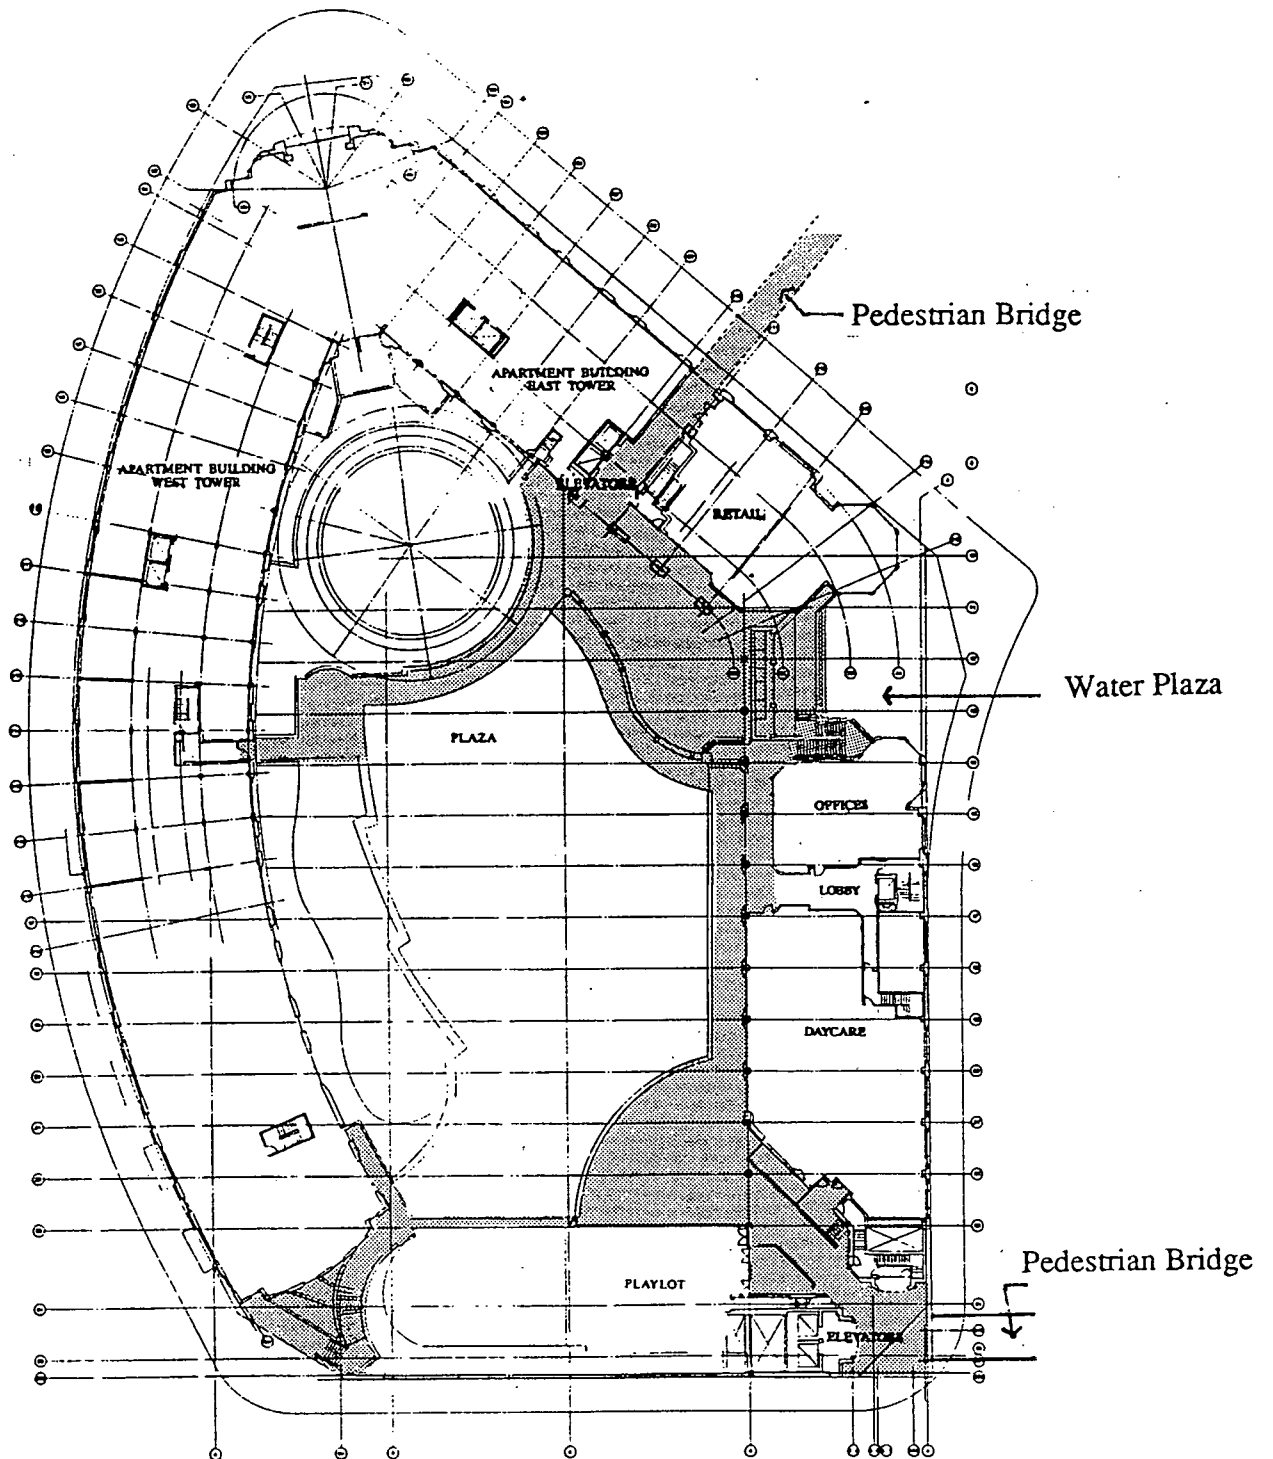 Pedestrian Bridge
APARTMENT BUILDING
EAST TOWER
APARTMENT BUILDING
WEST TOWER
ELEVATORS
RETAIL
Water Plaza
PLAZA
OFFICES
LOBBY
DAYCARE
Pedestrian Bridge
PLAYLOT
ELEVATORS